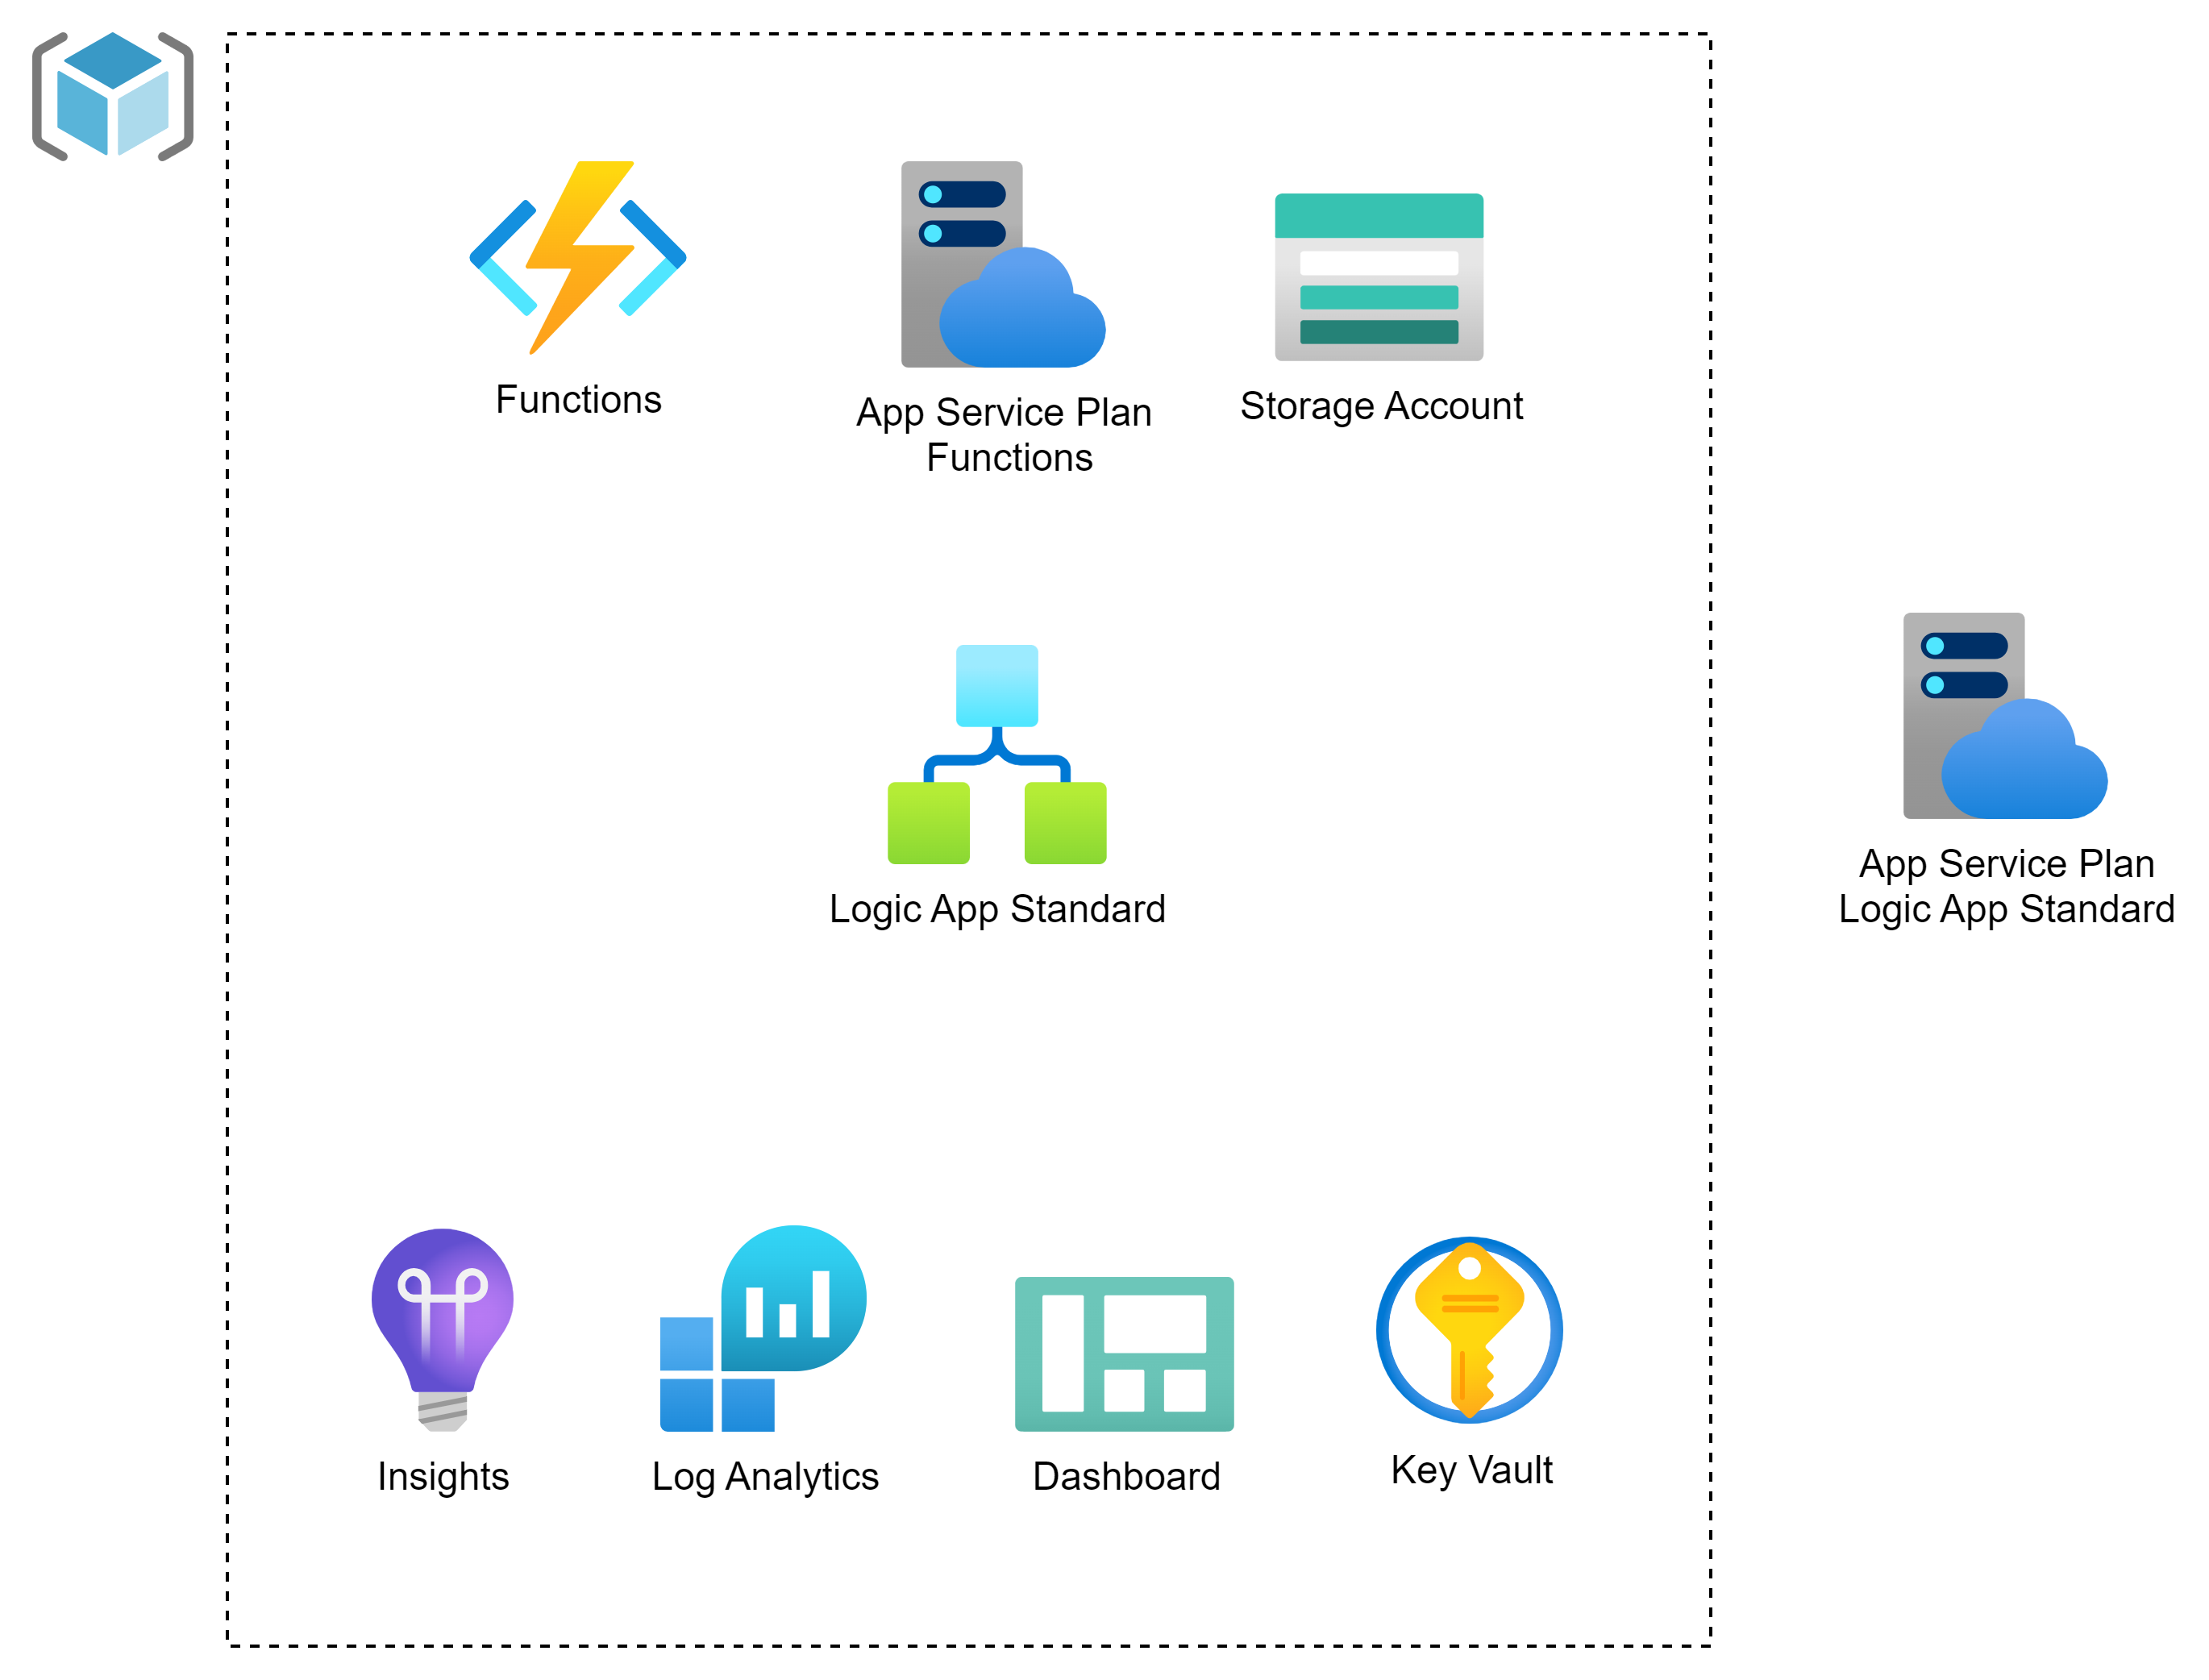 Functions
App Service Plan
Functions
Storage Account
Logic App Standard
App Service Plan
Logic App Standard
Insights
Log Analytics
Dashboard
Key Vault